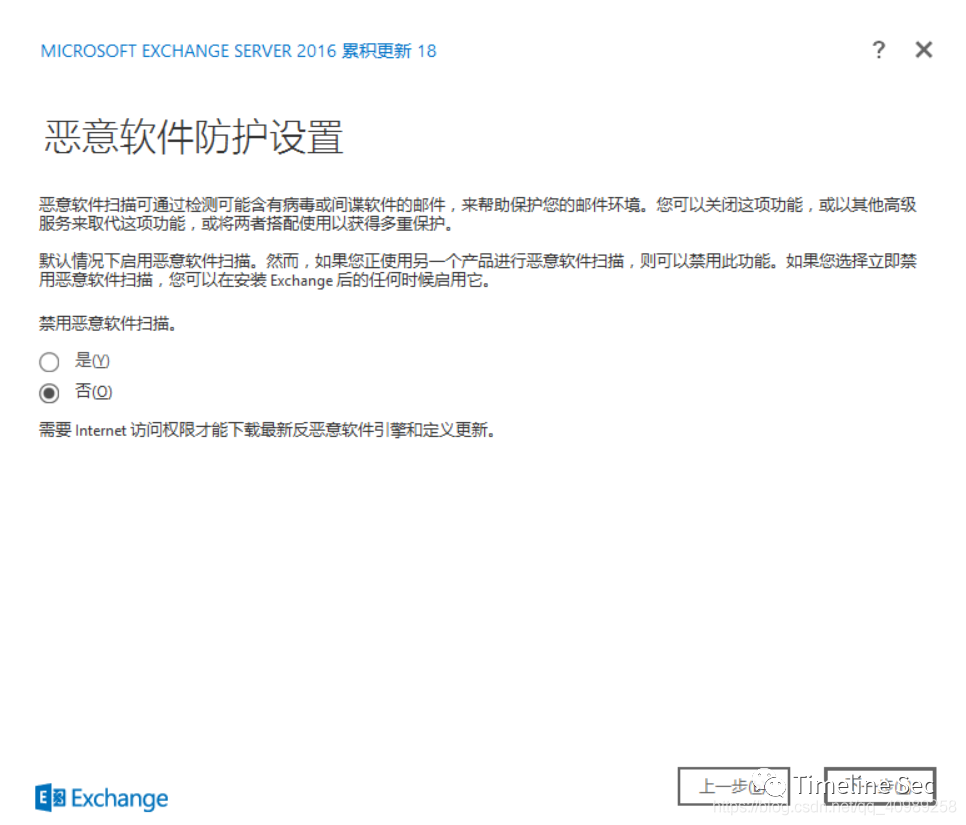 MICROSOFT EXCHANGE SERVER 2016 累积更新 18
? ×
恶意软件防护设置
恶意软件扫描可通过检测可能含有病毒或间谍软件的邮件，来帮助保护您的邮件环境。您可以关闭这项功能，或以其他高级
服务来取代这项功能，或将两者搭配使用以获得多重保护。
默认情况下启用恶意软件扫描。然而，如果您正使用另一个产品进行恶意软件扫描，则可以禁用此功能。如果您选择立即禁
用恶意软件扫描，您可以在安装 Exchange 后的任何时候启用它。
禁用恶意软件扫描。
是(Y)
否(O)
需要 Internet 访问权限才能下载最新反恶意软件引擎和定义更新。
E Exchange
上一步
TimelineSec
https://blog.csdn.net/qq_40989258